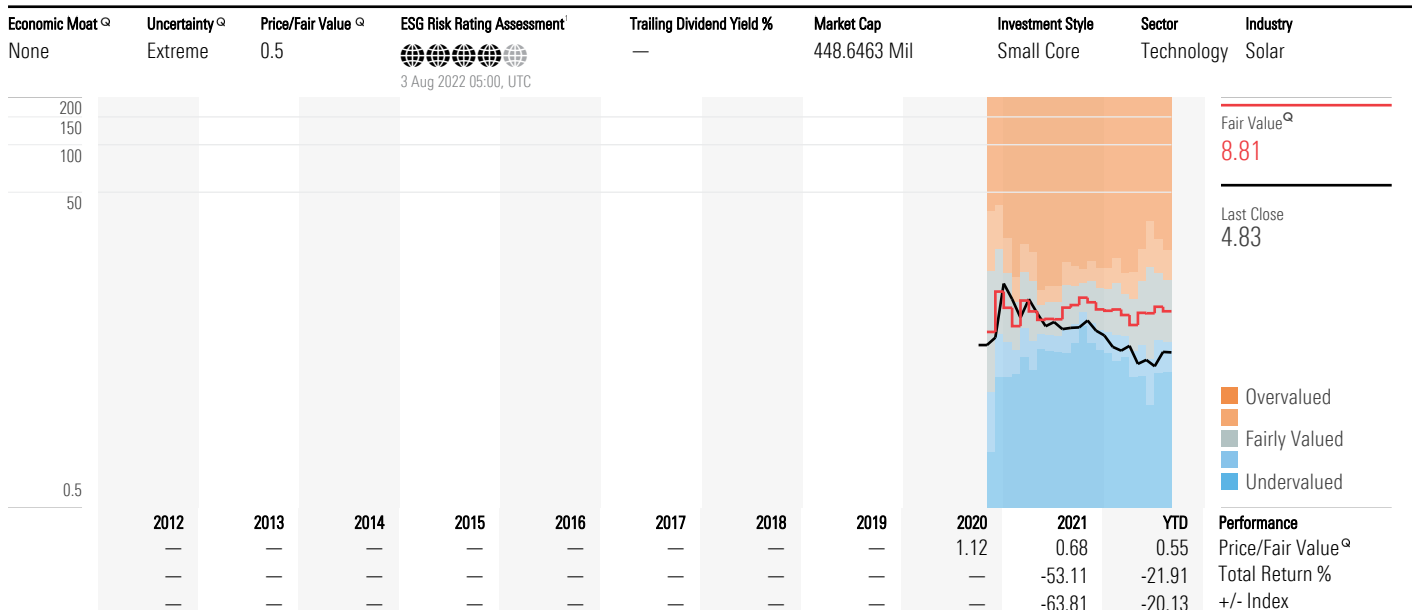 Economic Moat Q Uncertainty Q Price/Fair Value Q ESG Risk Rating Assessment¹ Trailing Dividend Yield % Market Cap Investment Style Sector Industry
None Extreme 0.5 — 448.6463 Mil Small Core Technology Solar
3 Aug 2022 05:00, UTC
200
150
100
50
0.5
Fair Value Q
8.81
Last Close
4.83
Overvalued
Fairly Valued
Undervalued
2012 2013 2014 2015 2016 2017 2018 2019 2020 2021 YTD Performance
— — — — — — — — 1.12 0.68 0.55 Price/Fair Value Q
— — — — — — — — — -53.11 -21.91 Total Return %
— — — — — — — — — -63.81 -20.13 +/- Index